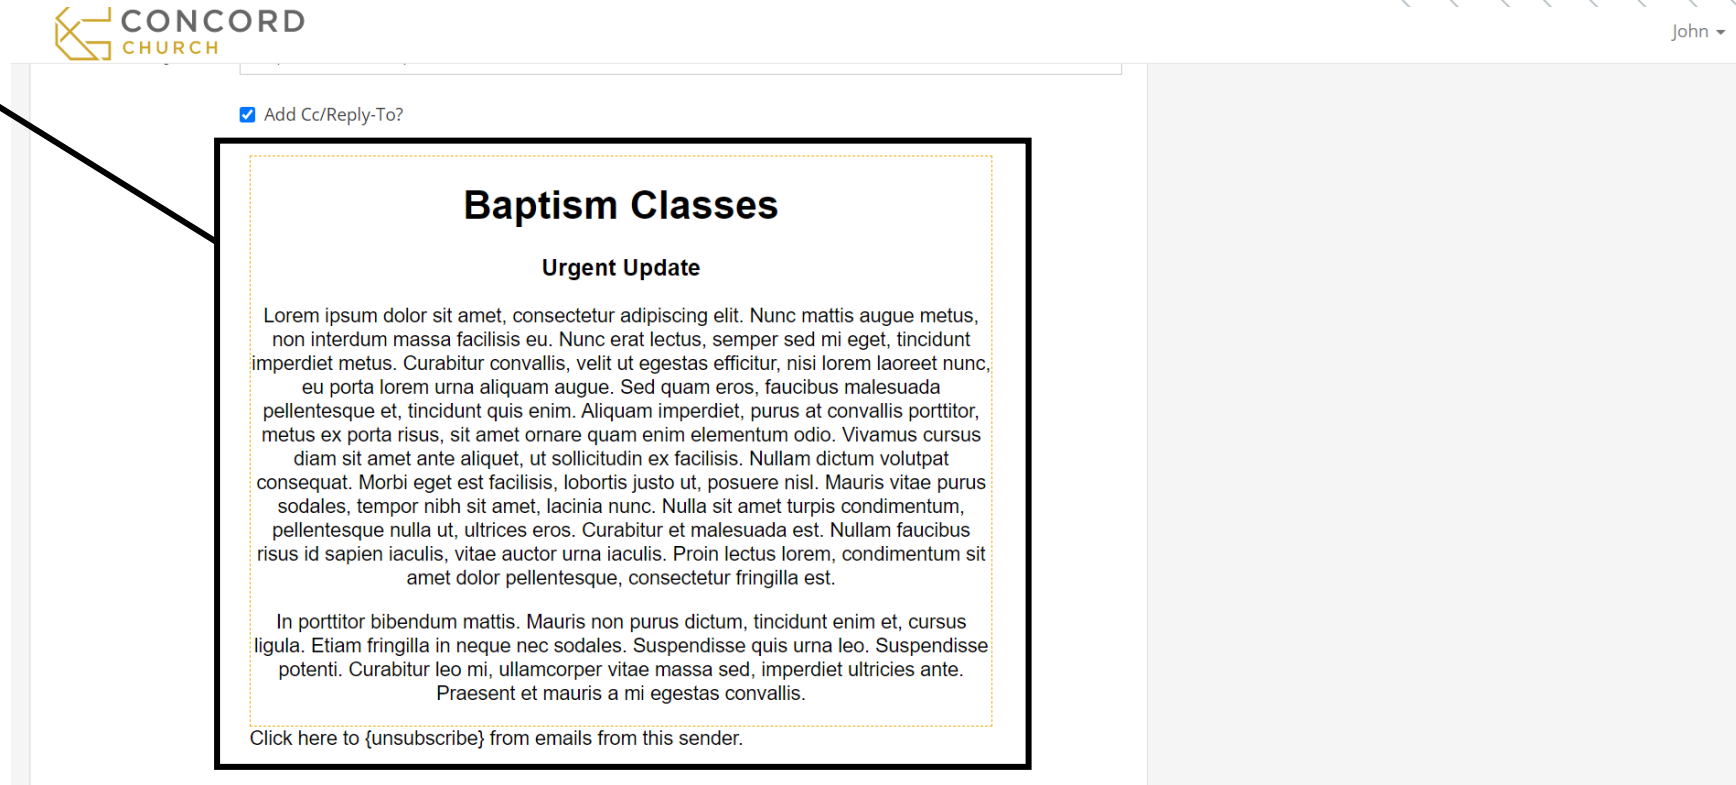 CONCORD
CHURCH
John
Add Cc/Reply-To?
Baptism Classes
Urgent Update
Lorem ipsum dolor sit amet, consectetur adipiscing elit. Nunc mattis augue metus,
non interdum massa facilisis eu. Nunc erat lectus, semper sed mi eget, tincidunt
imperdiet metus. Curabitur convallis, velit ut egestas efficitur, nisi lorem laoreet nunc,
eu porta lorem urna aliquam augue. Sed quam eros, faucibus malesuada
pellentesque et, tincidunt quis enim. Aliquam imperdiet, purus at convallis porttitor,
metus ex porta risus, sit amet ornare quam enim elementum odio. Vivamus cursus
diam sit amet ante aliquet, ut sollicitudin ex facilisis. Nullam dictum volutpat
consequat. Morbi eget est facilisis, lobortis justo ut, posuere nisl. Mauris vitae purus
sodales, tempor nibh sit amet, lacinia nunc. Nulla sit amet turpis condimentum,
pellentesque nulla ut, ultrices eros. Curabitur et malesuada est. Nullam faucibus
risus id sapien iaculis, vitae auctor urna iaculis. Proin lectus lorem, condimentum sit
amet dolor pellentesque, consectetur fringilla est.
In porttitor bibendum mattis. Mauris non purus dictum, tincidunt enim et, cursus
ligula. Etiam fringilla in neque nec sodales. Suspendisse quis urna leo. Suspendisse
potenti. Curabitur leo mi, ullamcorper vitae massa sed, imperdiet ultricies ante.
Praesent et mauris a mi egestas convallis.
Click here to {unsubscribe} from emails from this sender.